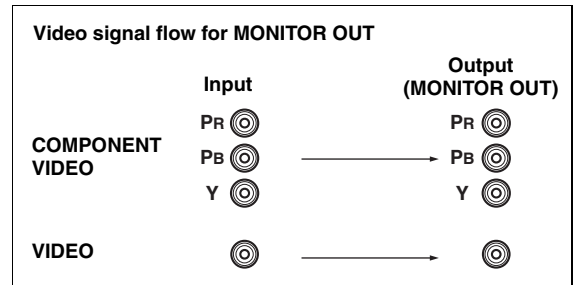 Video signal flow for MONITOR OUT
Input
Output
(MONITOR OUT)
PR
PR
COMPONENT
VIDEO
PB
PB
Y
Y
VIDEO